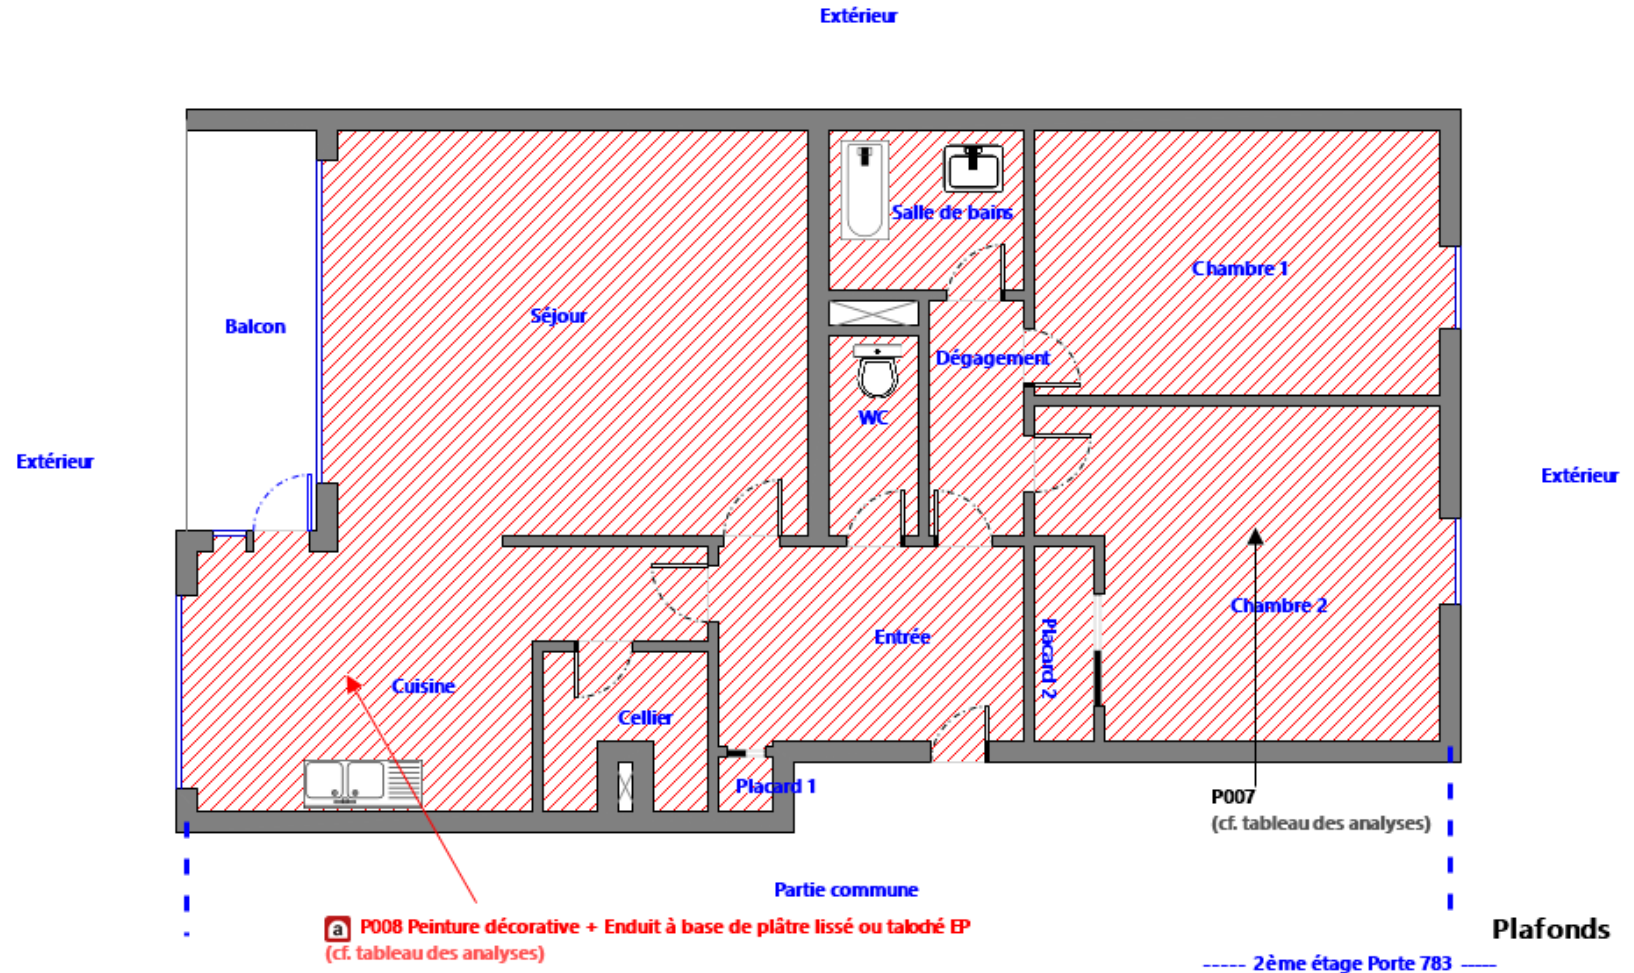 Extérieur
Salle de bains
Chambre 1
Séjour
Balcon
Dégagement
WC
Extérieur
Extérieur
Chambre 2
Entrée
Placard 2
Cuisine
Cellier
Placard 1
P007
(cf. tableau des analyses)
Partie commune
a P008 Peinture décorative + Enduit à base de plâtre lissé ou taloché EP
(cf. tableau des analyses)
Plafonds
----- 2ème étage Porte 783 -----